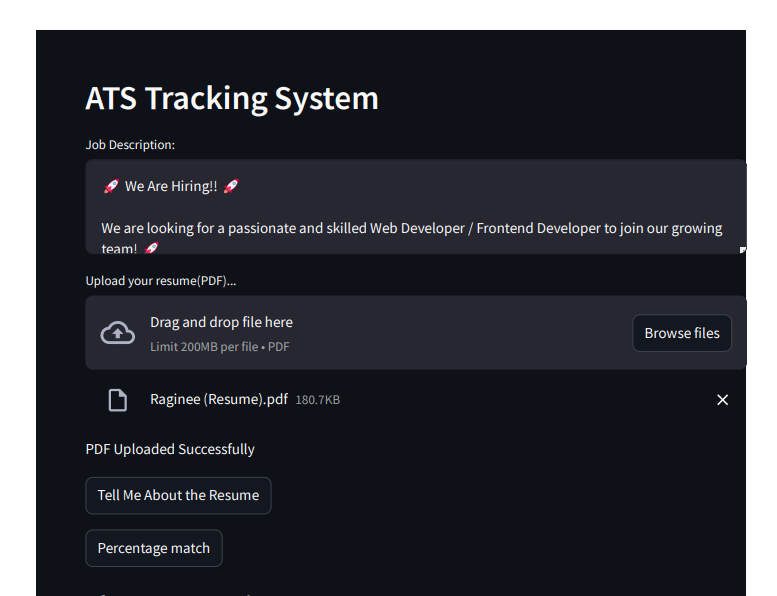 ATS Tracking System
Job Description:
🚀 We Are Hiring!! 🚀
We are looking for a passionate and skilled Web Developer / Frontend Developer to join our growing
team! 🚀
Upload your resume(PDF)...
Drag and drop file here
Limit 200MB per file • PDF
Browse files
Raginee (Resume).pdf 180.7KB
PDF Uploaded Successfully
Tell Me About the Resume
Percentage match